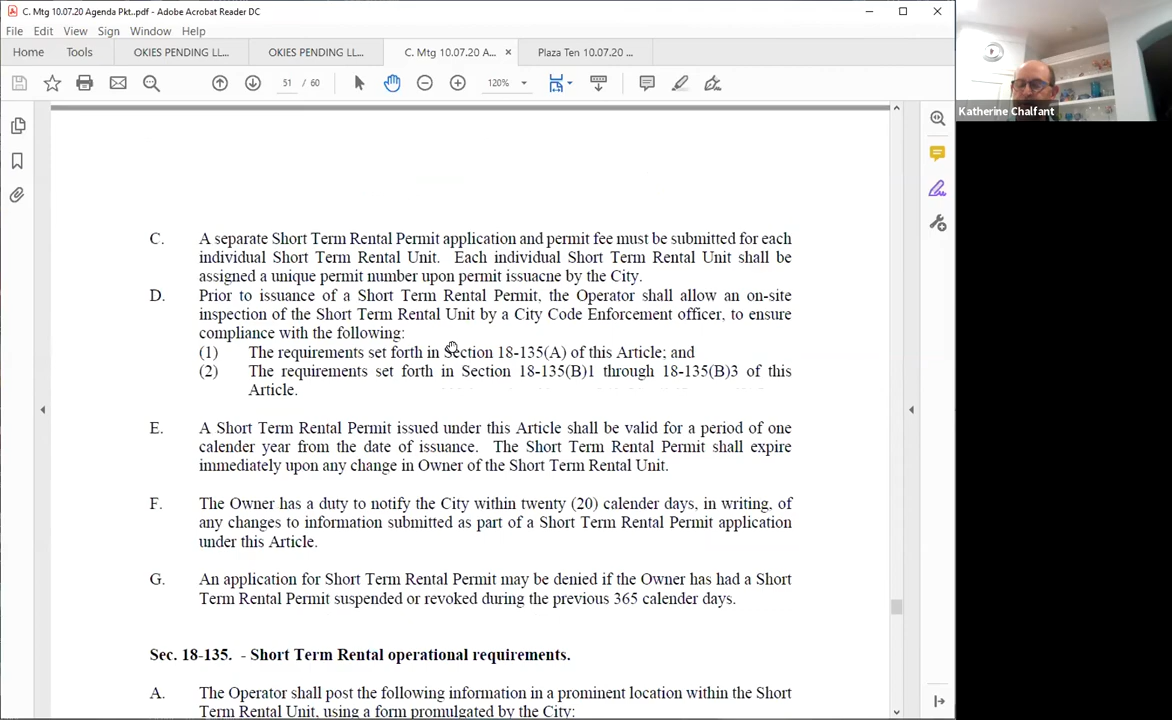 C. Mtg 10.07.20 Agenda Pkt..pdf - Adobe Acrobat Reader DC
File Edit View Sign Window Help
Home Tools OKIES PENDING LL... OKIES PENDING LL... C. Mtg 10.07.20 A... × Plaza Ten 10.07.20 ...
51 / 60 120%
Katherine Chalfant
C. A separate Short Term Rental Permit application and permit fee must be submitted for each
individual Short Term Rental Unit. Each individual Short Term Rental Unit shall be
assigned a unique permit number upon permit issuacne by the City.
D. Prior to issuance of a Short Term Rental Permit, the Operator shall allow an on-site
inspection of the Short Term Rental Unit by a City Code Enforcement officer, to ensure
compliance with the following:
(1) The requirements set forth in Section 18-135(A) of this Article; and
(2) The requirements set forth in Section 18-135(B)1 through 18-135(B)3 of this
Article.
E. A Short Term Rental Permit issued under this Article shall be valid for a period of one
calender year from the date of issuance. The Short Term Rental Permit shall expire
immediately upon any change in Owner of the Short Term Rental Unit.
F. The Owner has a duty to notify the City within twenty (20) calender days, in writing, of
any changes to information submitted as part of a Short Term Rental Permit application
under this Article.
G. An application for Short Term Rental Permit may be denied if the Owner has had a Short
Term Rental Permit suspended or revoked during the previous 365 calender days.
Sec. 18-135. - Short Term Rental operational requirements.
A. The Operator shall post the following information in a prominent location within the Short
Term Rental Unit, using a form promulgated by the City: